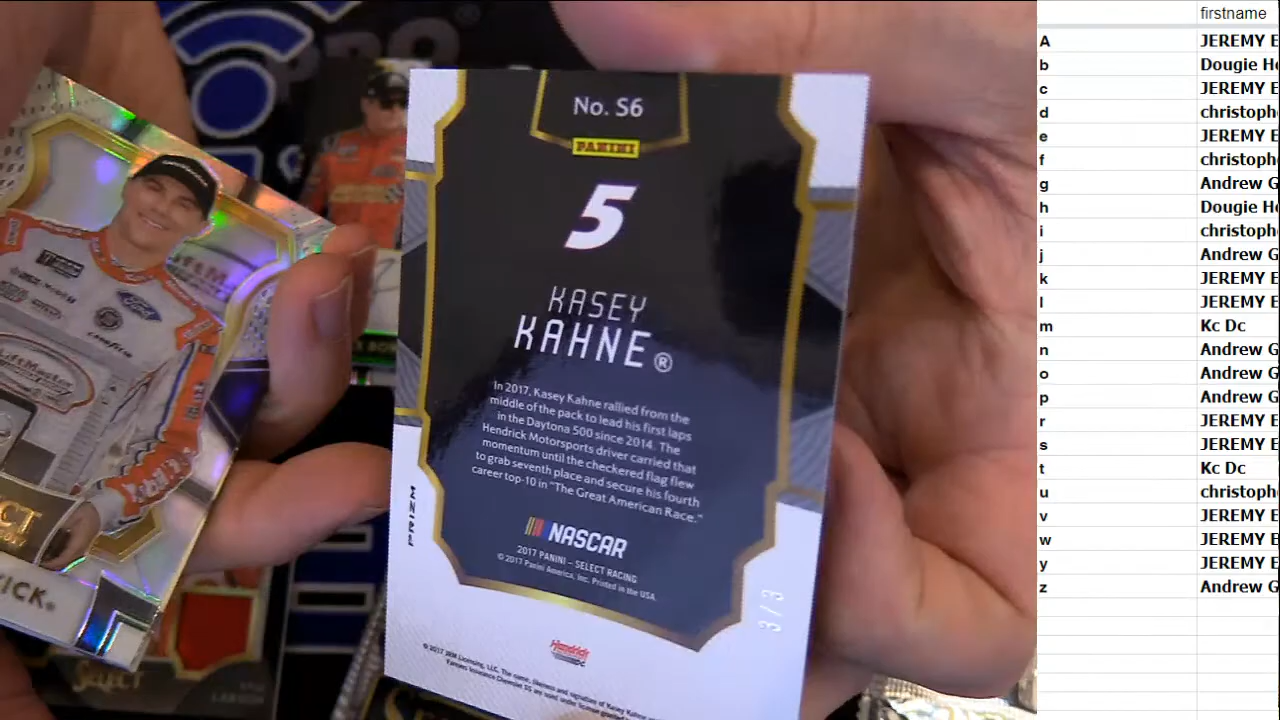 firstname
A JEREMY E
b Dougie H
c JEREMY E
d christoph
e JEREMY E
f christoph
g Andrew G
h Dougie H
i christoph
j Andrew G
k JEREMY E
l JEREMY E
m Kc Dc
n Andrew G
o Andrew G
p Andrew G
r JEREMY E
s JEREMY E
t Kc Dc
u christoph
v JEREMY E
w JEREMY E
y JEREMY E
z Andrew G
No. S6
PANINI
5
KASEY
KAHNE®
In 2017, Kasey Kahne rallied from the
middle of the pack to lead his first laps
in the Daytona 500 since 2014. The
Hendrick Motorsports driver carried that
momentum until the checkered flag flew
to grab seventh place and secure his fourth
career top-10 in "The Great American Race."
NASCAR
2017 PANINI – SELECT RACING
© 2017 Panini America, Inc. Printed in the USA.
PRIZM
3/3
Hendrick
Ford
GOODYEAR
LiftMaster
SELECT